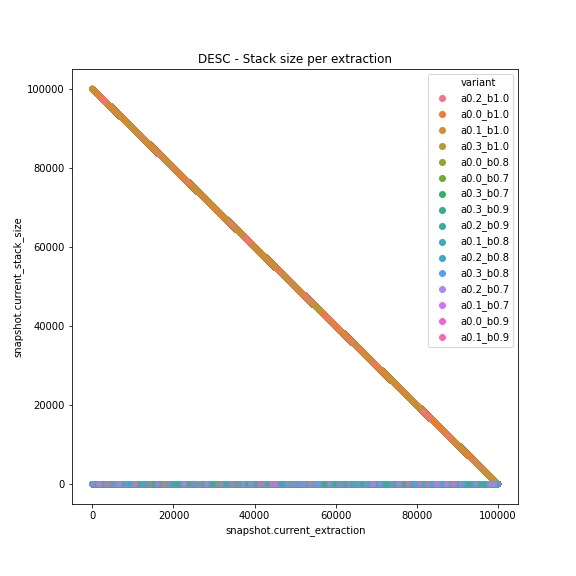 DESC - Stack size per extraction
snapshot.current_stack_size
100000
80000
60000
40000
20000
0
0 20000 40000 60000 80000 100000
snapshot.current_extraction
variant
a0.2_b1.0
a0.0_b1.0
a0.1_b1.0
a0.3_b1.0
a0.0_b0.8
a0.0_b0.7
a0.3_b0.7
a0.3_b0.9
a0.2_b0.9
a0.1_b0.8
a0.2_b0.8
a0.3_b0.8
a0.2_b0.7
a0.1_b0.7
a0.0_b0.9
a0.1_b0.9